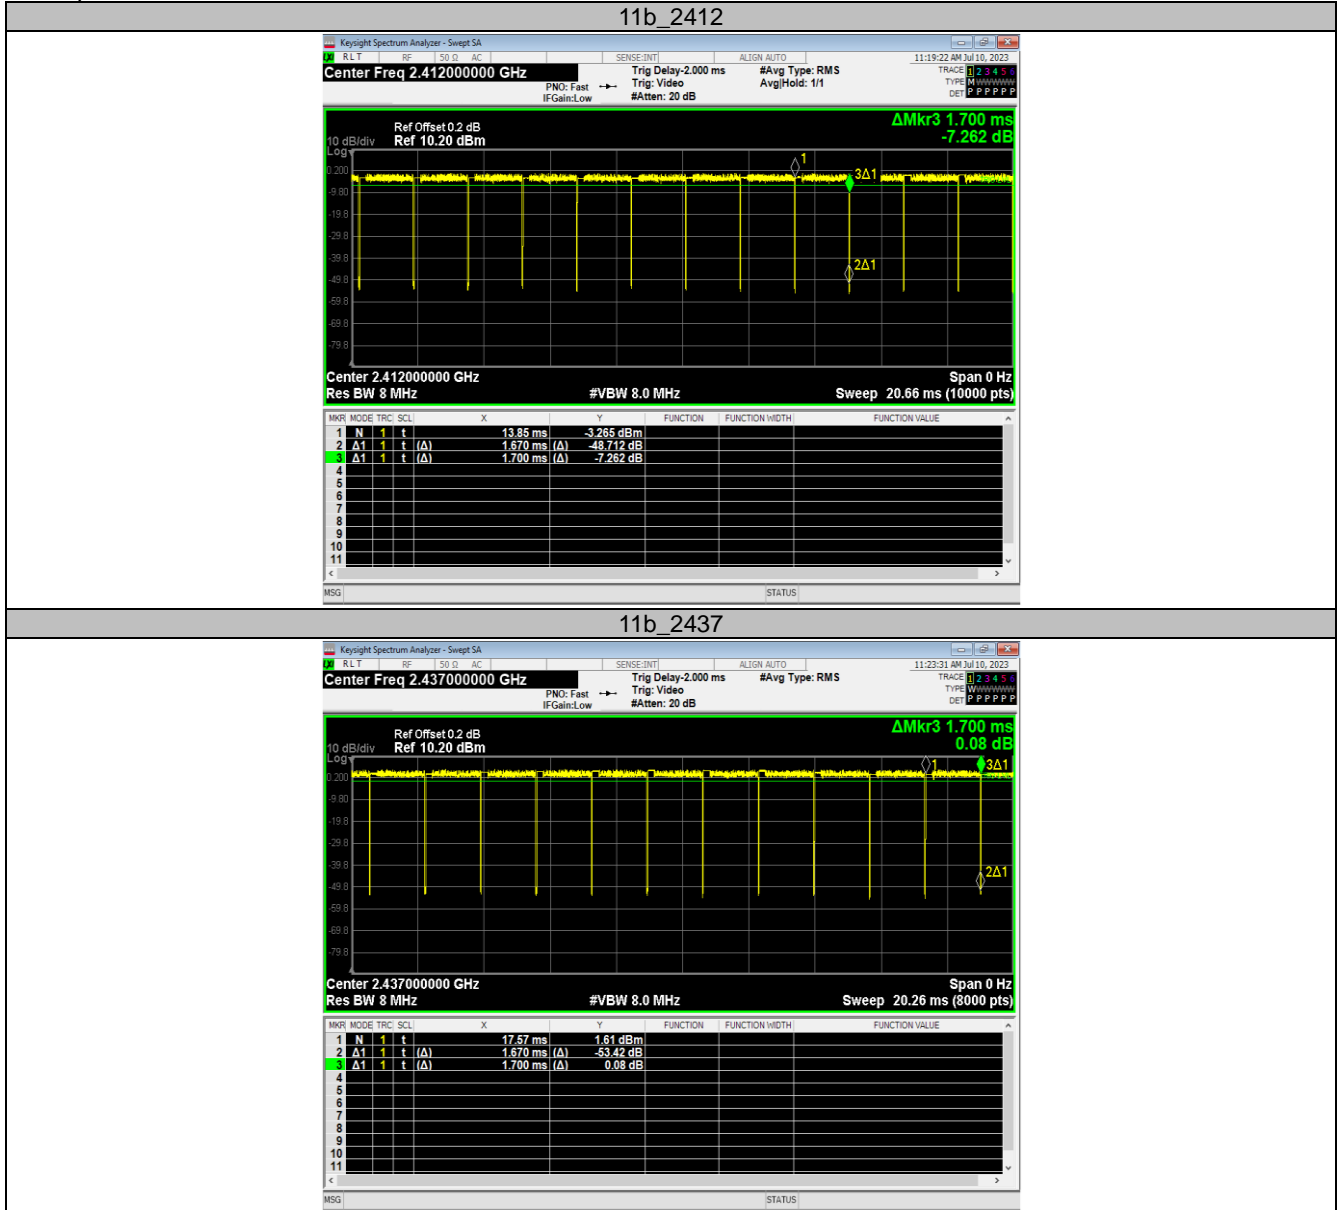 11b_2412
Keysight Spectrum Analyzer - Swept SA
RLT RF 50 Ω AC SENSE:INT ALIGN AUTO 11:19:22 AM Jul 10, 2023
Center Freq 2.412000000 GHz Trig Delay-2.000 ms #Avg Type: RMS TRACE 1 2 3 4 5 6
PNO: Fast Trig: Video Avg|Hold: 1/1 TYPE M WWWWW
IFGain:Low #Atten: 20 dB DET P P P P P P
ΔMkr3 1.700 ms
Ref Offset 0.2 dB -7.262 dB
10 dB/div Ref 10.20 dBm
Log
1
0.200
3Δ1
-9.80
-19.8
-29.8
-39.8
2Δ1
-49.8
-59.8
-69.8
-79.8
Center 2.412000000 GHz Span 0 Hz
Res BW 8 MHz #VBW 8.0 MHz Sweep 20.66 ms (10000 pts)
MKR MODE TRC SCL X Y FUNCTION FUNCTION WIDTH FUNCTION VALUE
1 N 1 t 13.85 ms -3.265 dBm
2 Δ1 1 t (Δ) 1.670 ms (Δ) -48.712 dB
3 Δ1 1 t (Δ) 1.700 ms (Δ) -7.262 dB
4
5
6
7
8
9
10
11
MSG STATUS
11b_2437
Keysight Spectrum Analyzer - Swept SA
RLT RF 50 Ω AC SENSE:INT ALIGN AUTO 11:23:31 AM Jul 10, 2023
Center Freq 2.437000000 GHz Trig Delay-2.000 ms #Avg Type: RMS TRACE 1 2 3 4 5 6
PNO: Fast Trig: Video TYPE WWWWWW
IFGain:Low #Atten: 20 dB DET P P P P P P
ΔMkr3 1.700 ms
Ref Offset 0.2 dB 0.08 dB
10 dB/div Ref 10.20 dBm
Log
1 3Δ1
0.200
-9.80
-19.8
-29.8
-39.8
2Δ1
-49.8
-59.8
-69.8
-79.8
Center 2.437000000 GHz Span 0 Hz
Res BW 8 MHz #VBW 8.0 MHz Sweep 20.26 ms (8000 pts)
MKR MODE TRC SCL X Y FUNCTION FUNCTION WIDTH FUNCTION VALUE
1 N 1 t 17.57 ms 1.61 dBm
2 Δ1 1 t (Δ) 1.670 ms (Δ) -53.42 dB
3 Δ1 1 t (Δ) 1.700 ms (Δ) 0.08 dB
4
5
6
7
8
9
10
11
MSG STATUS